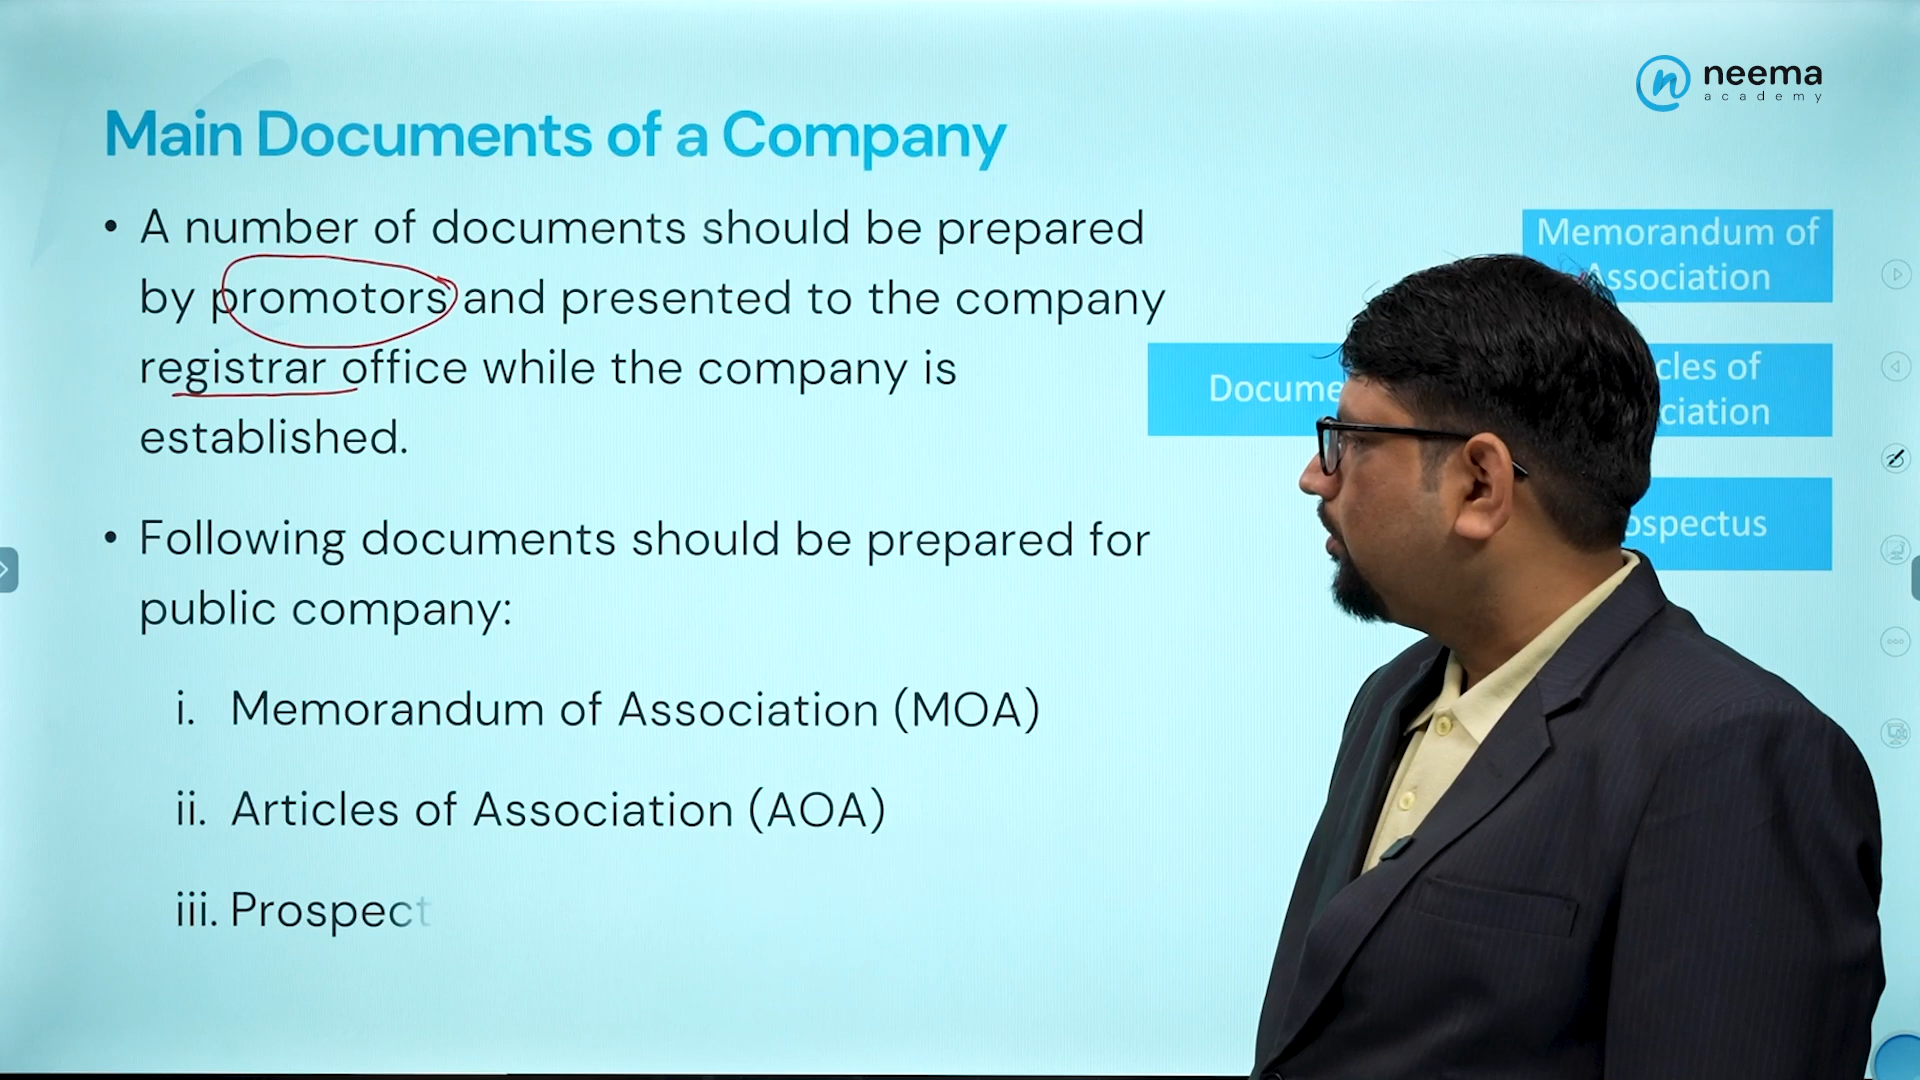 neema
academy
Main Documents of a Company
• A number of documents should be prepared
by promotors and presented to the company
registrar office while the company is
established.
• Following documents should be prepared for
public company:
i. Memorandum of Association (MOA)
ii. Articles of Association (AOA)
iii. Prospect
Memorandum of
Association
Docume
cles of
ciation
ospectus